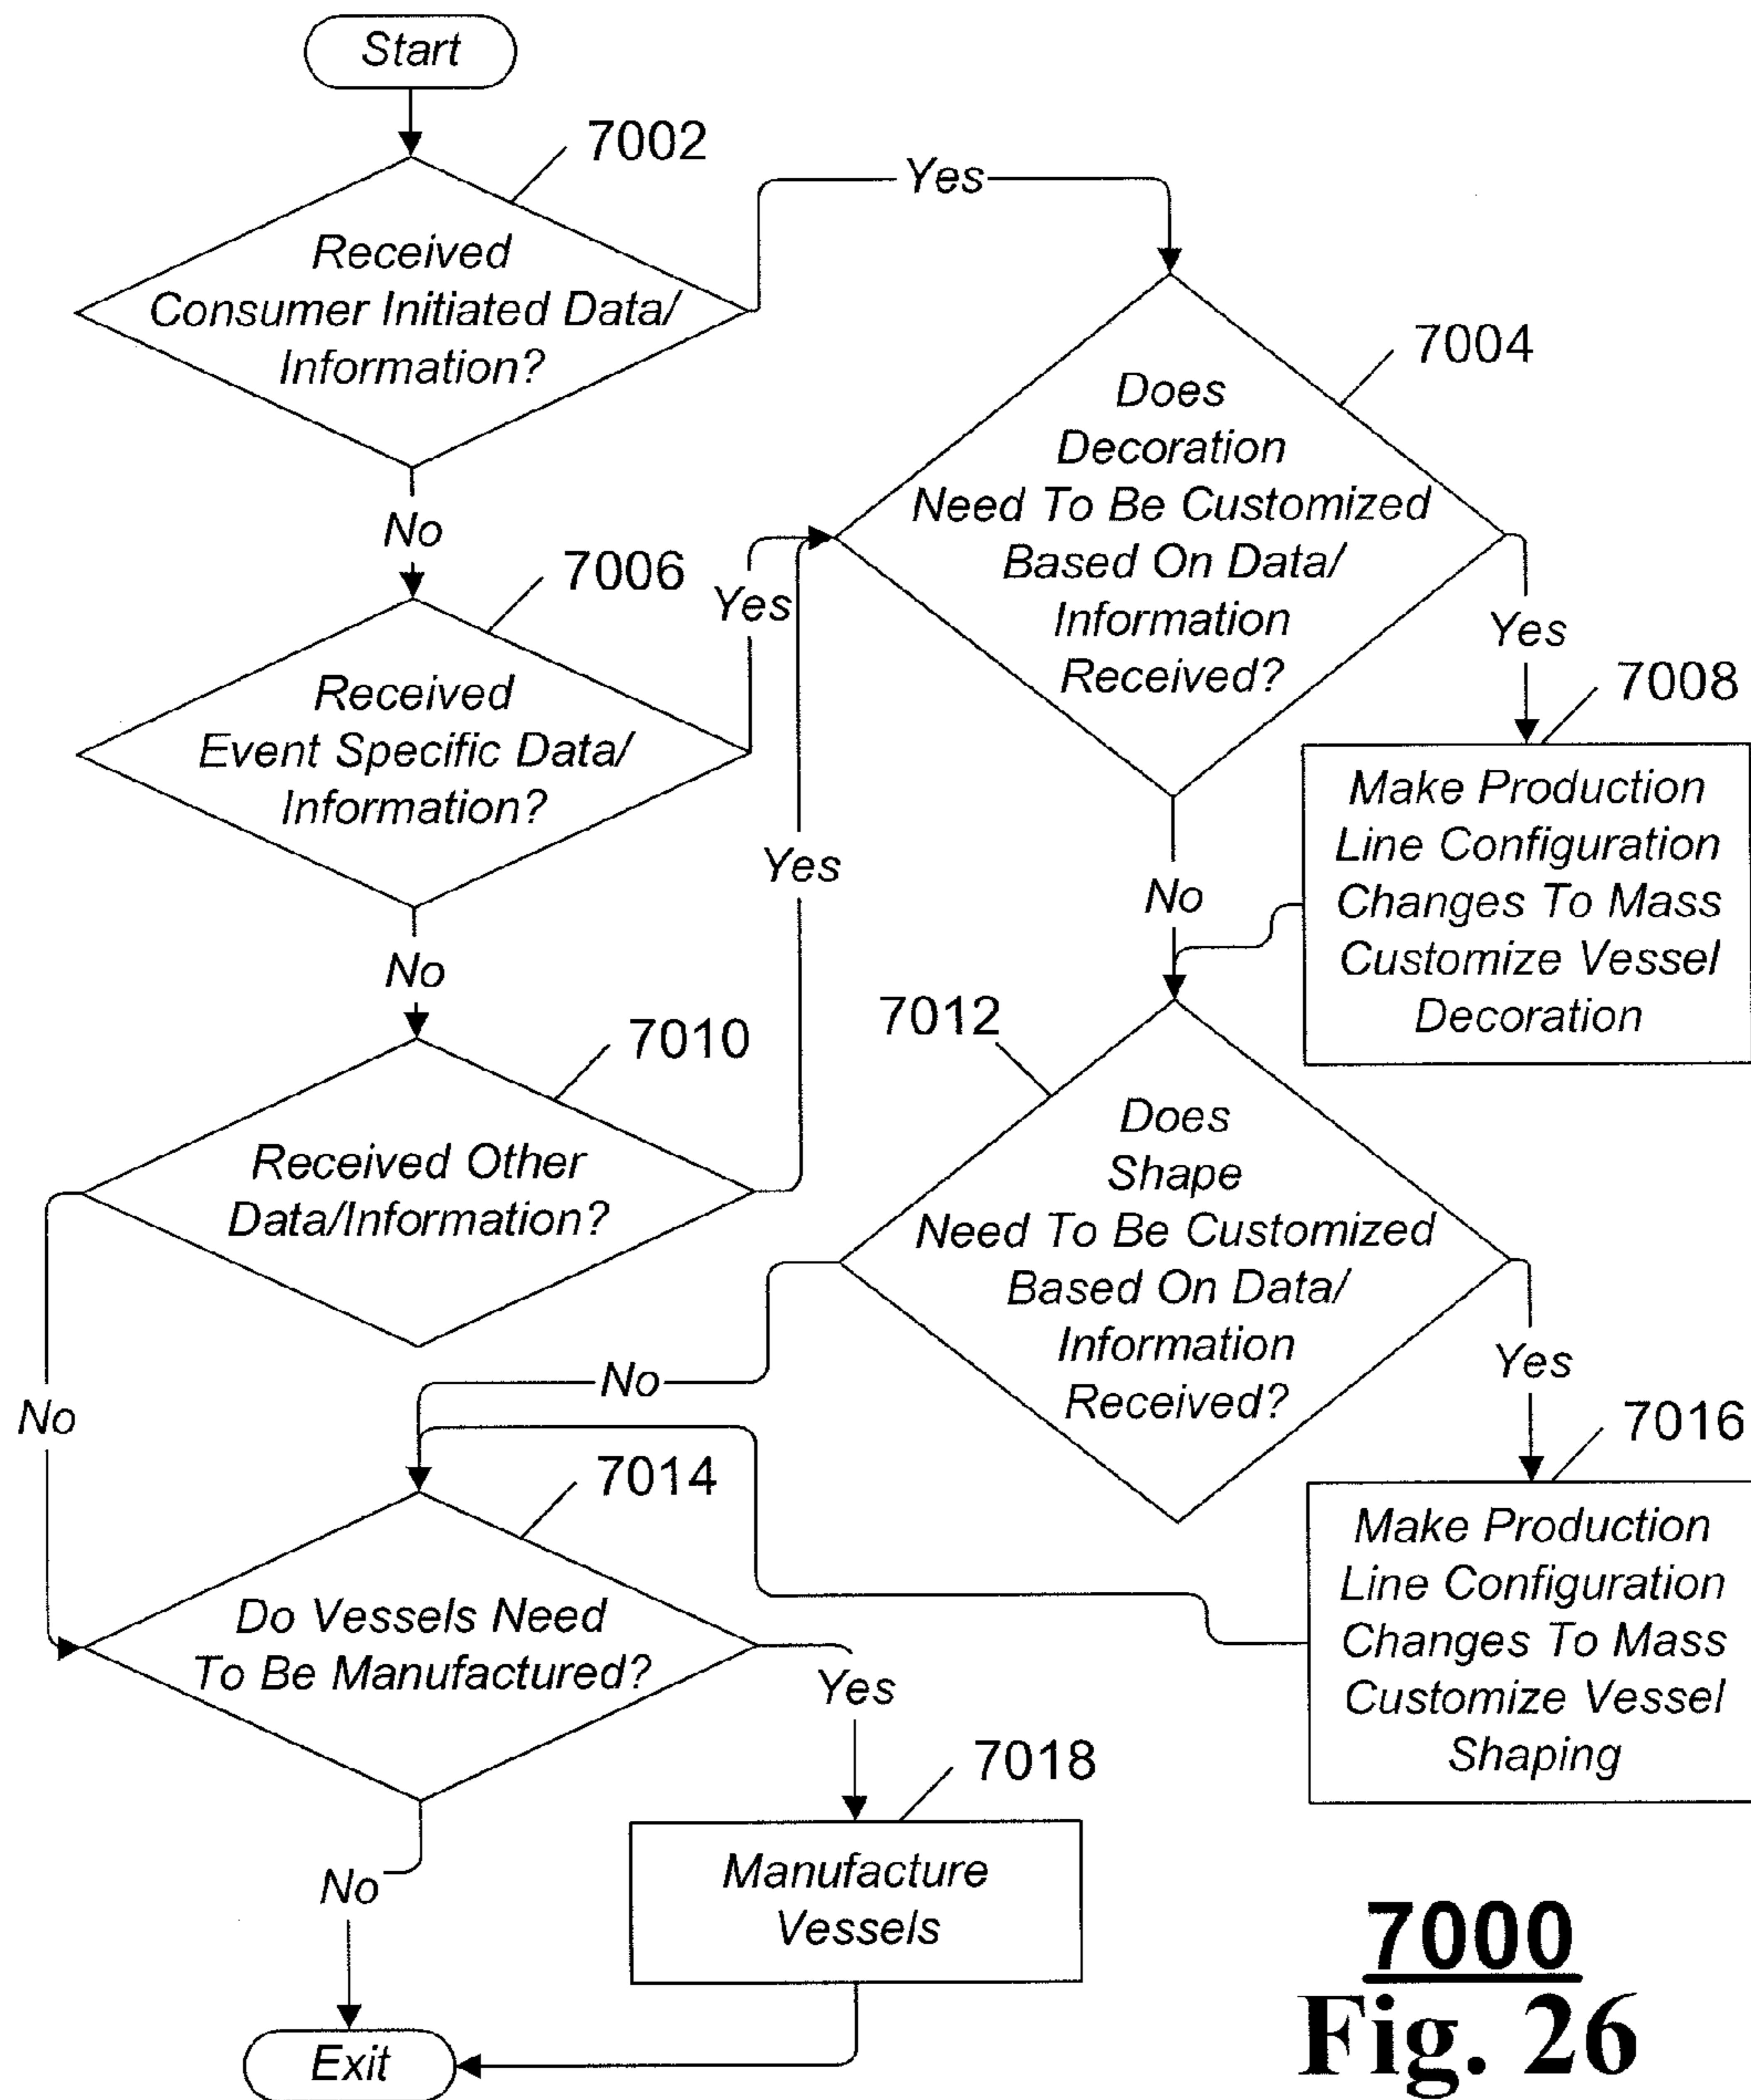 Start
7002
Received
Consumer Initiated Data/
Information?
Yes
No
7004
Does
Decoration
Need To Be Customized
Based On Data/
Information
Received?
Yes
No
7006
Received
Event Specific Data/
Information?
Yes
No
7008
Make Production
Line Configuration
Changes To Mass
Customize Vessel
Decoration
7010
Received Other
Data/Information?
Yes
No
7012
Does
Shape
Need To Be Customized
Based On Data/
Information
Received?
Yes
No
7014
Do Vessels Need
To Be Manufactured?
Yes
No
7016
Make Production
Line Configuration
Changes To Mass
Customize Vessel
Shaping
7018
Manufacture
Vessels
Exit
7000
Fig. 26